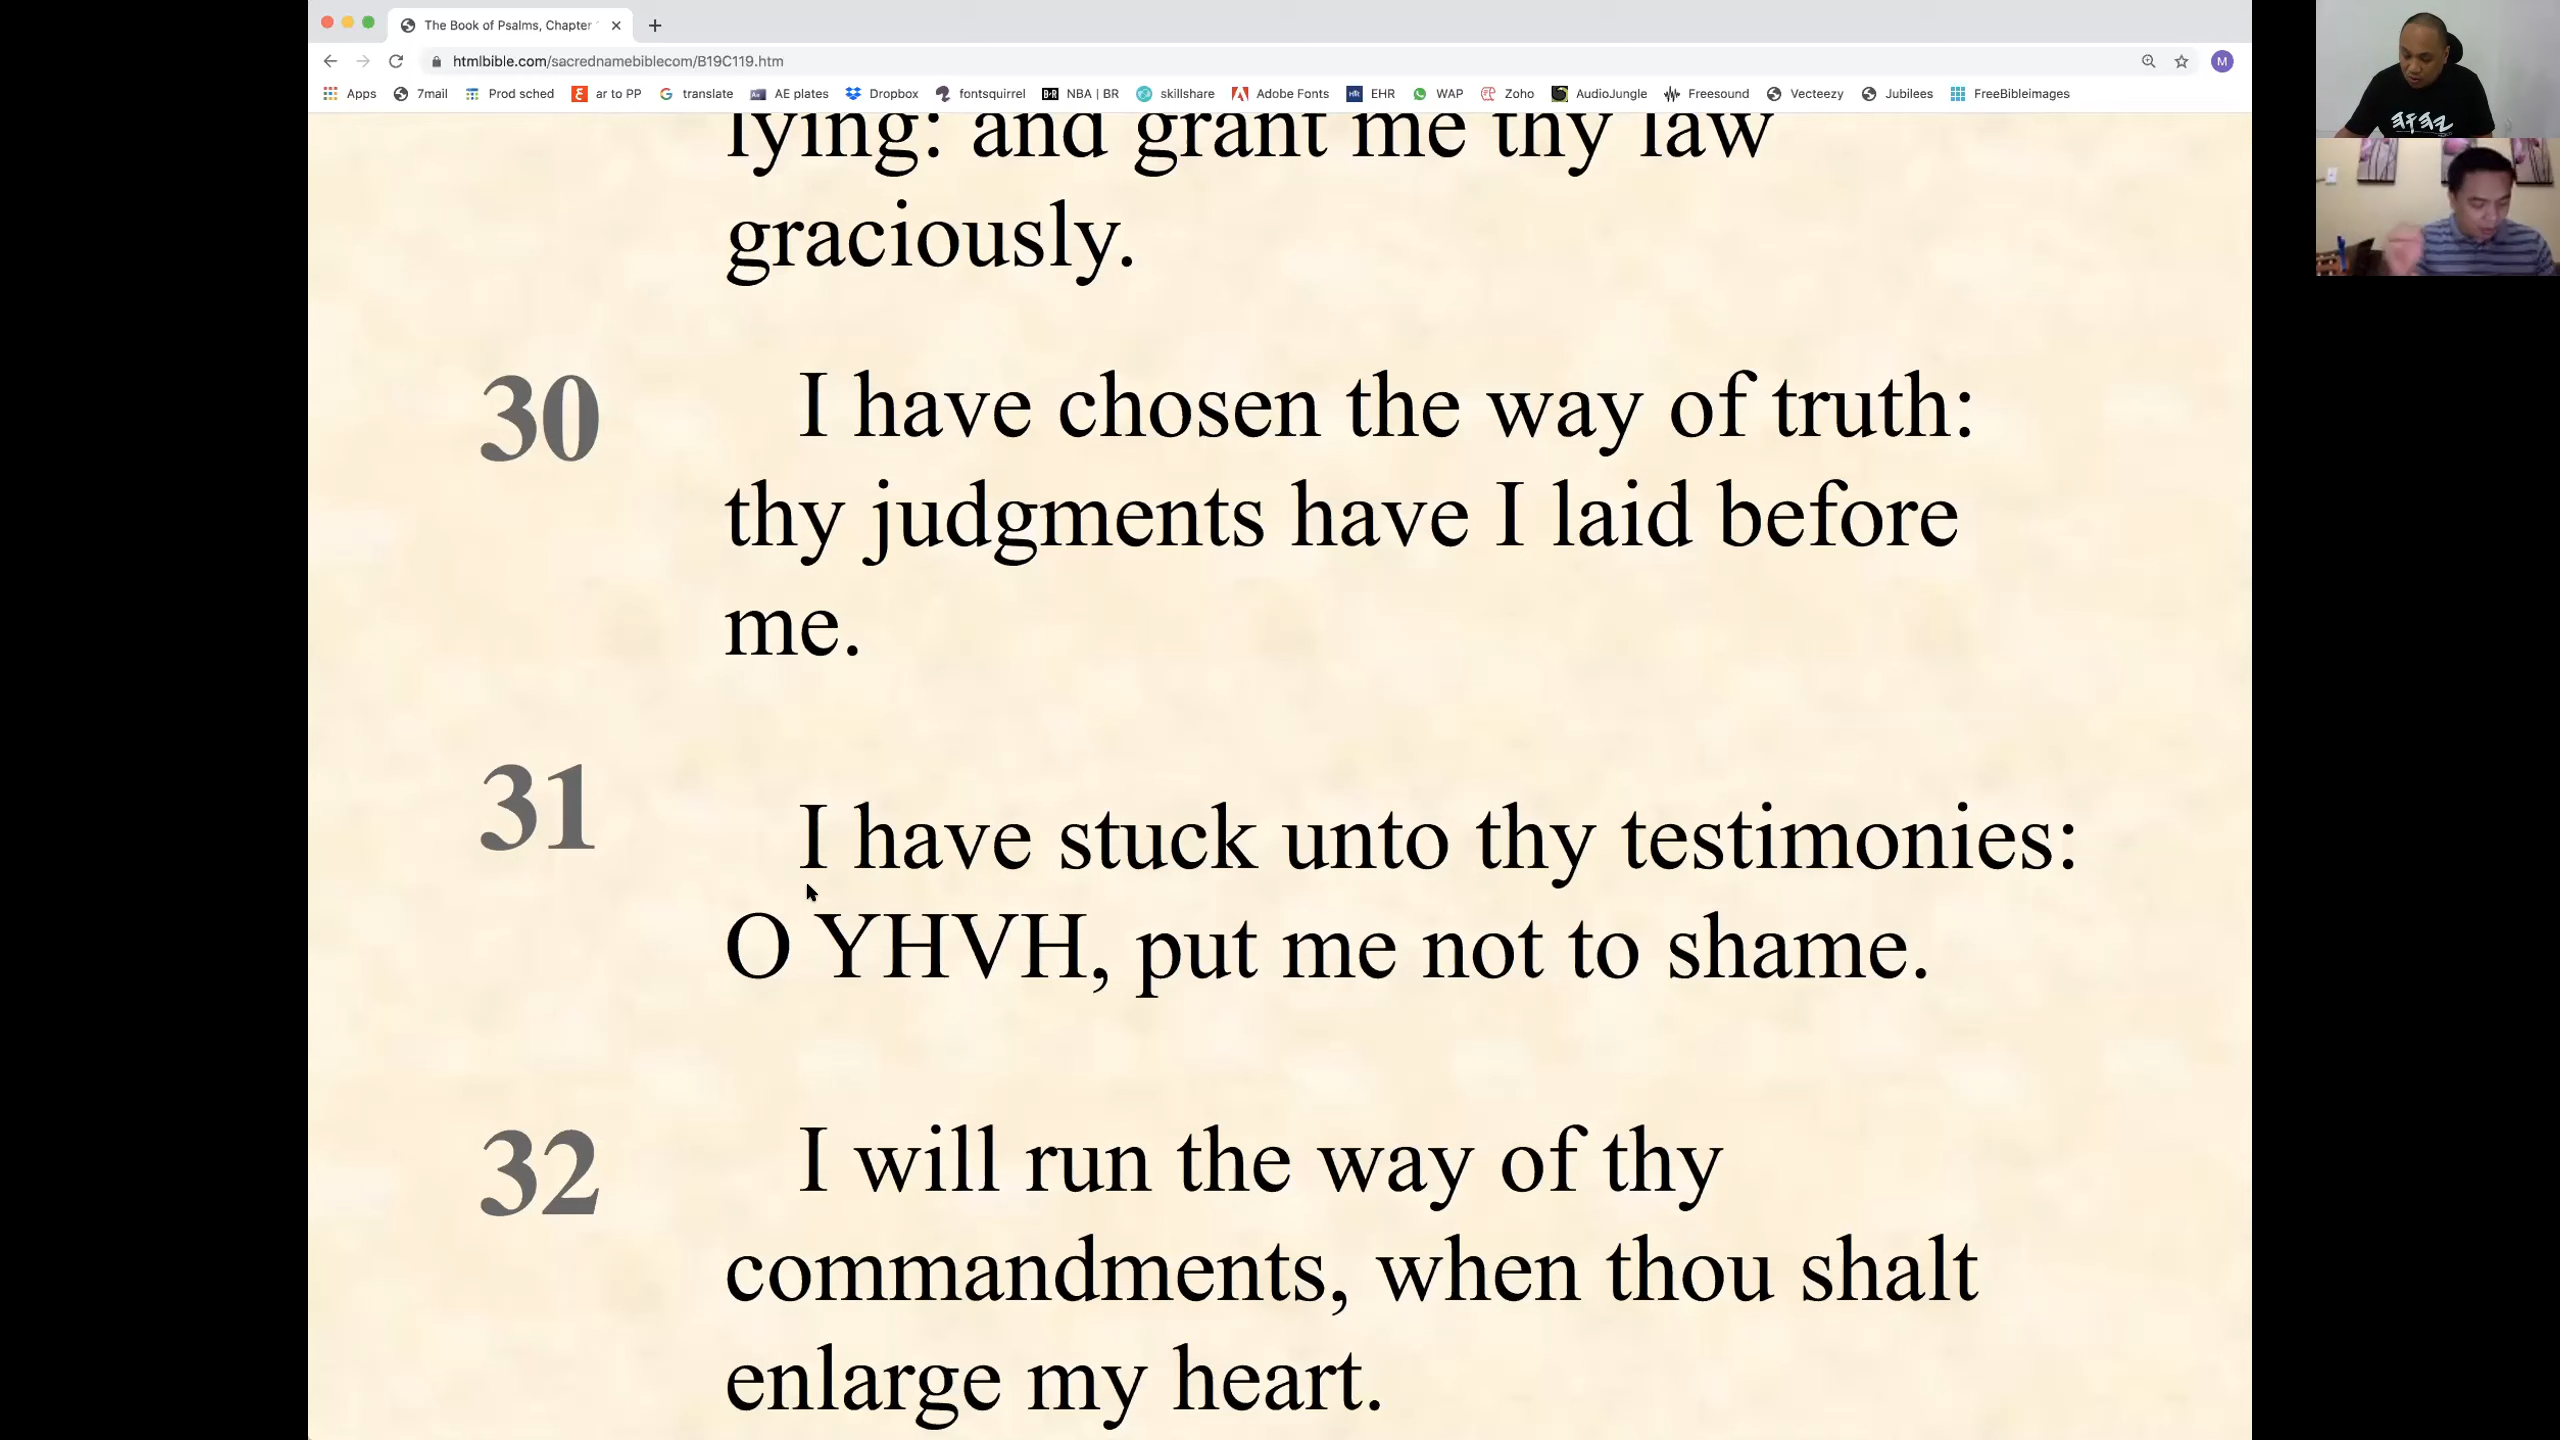 The Book of Psalms, Chapter
htmlbible.com/sacrednamebiblecom/B19C119.htm
M
Apps 7mail Prod sched ar to PP translate AE plates Dropbox fontsquirrel NBA | BR skillshare Adobe Fonts EHR WAP Zoho AudioJungle Freesound Vecteezy Jubilees FreeBibleimages
lying: and grant me thy law
graciously.
30 I have chosen the way of truth:
thy judgments have I laid before
me.
31 I have stuck unto thy testimonies:
O YHVH, put me not to shame.
32 I will run the way of thy
commandments, when thou shalt
enlarge my heart.